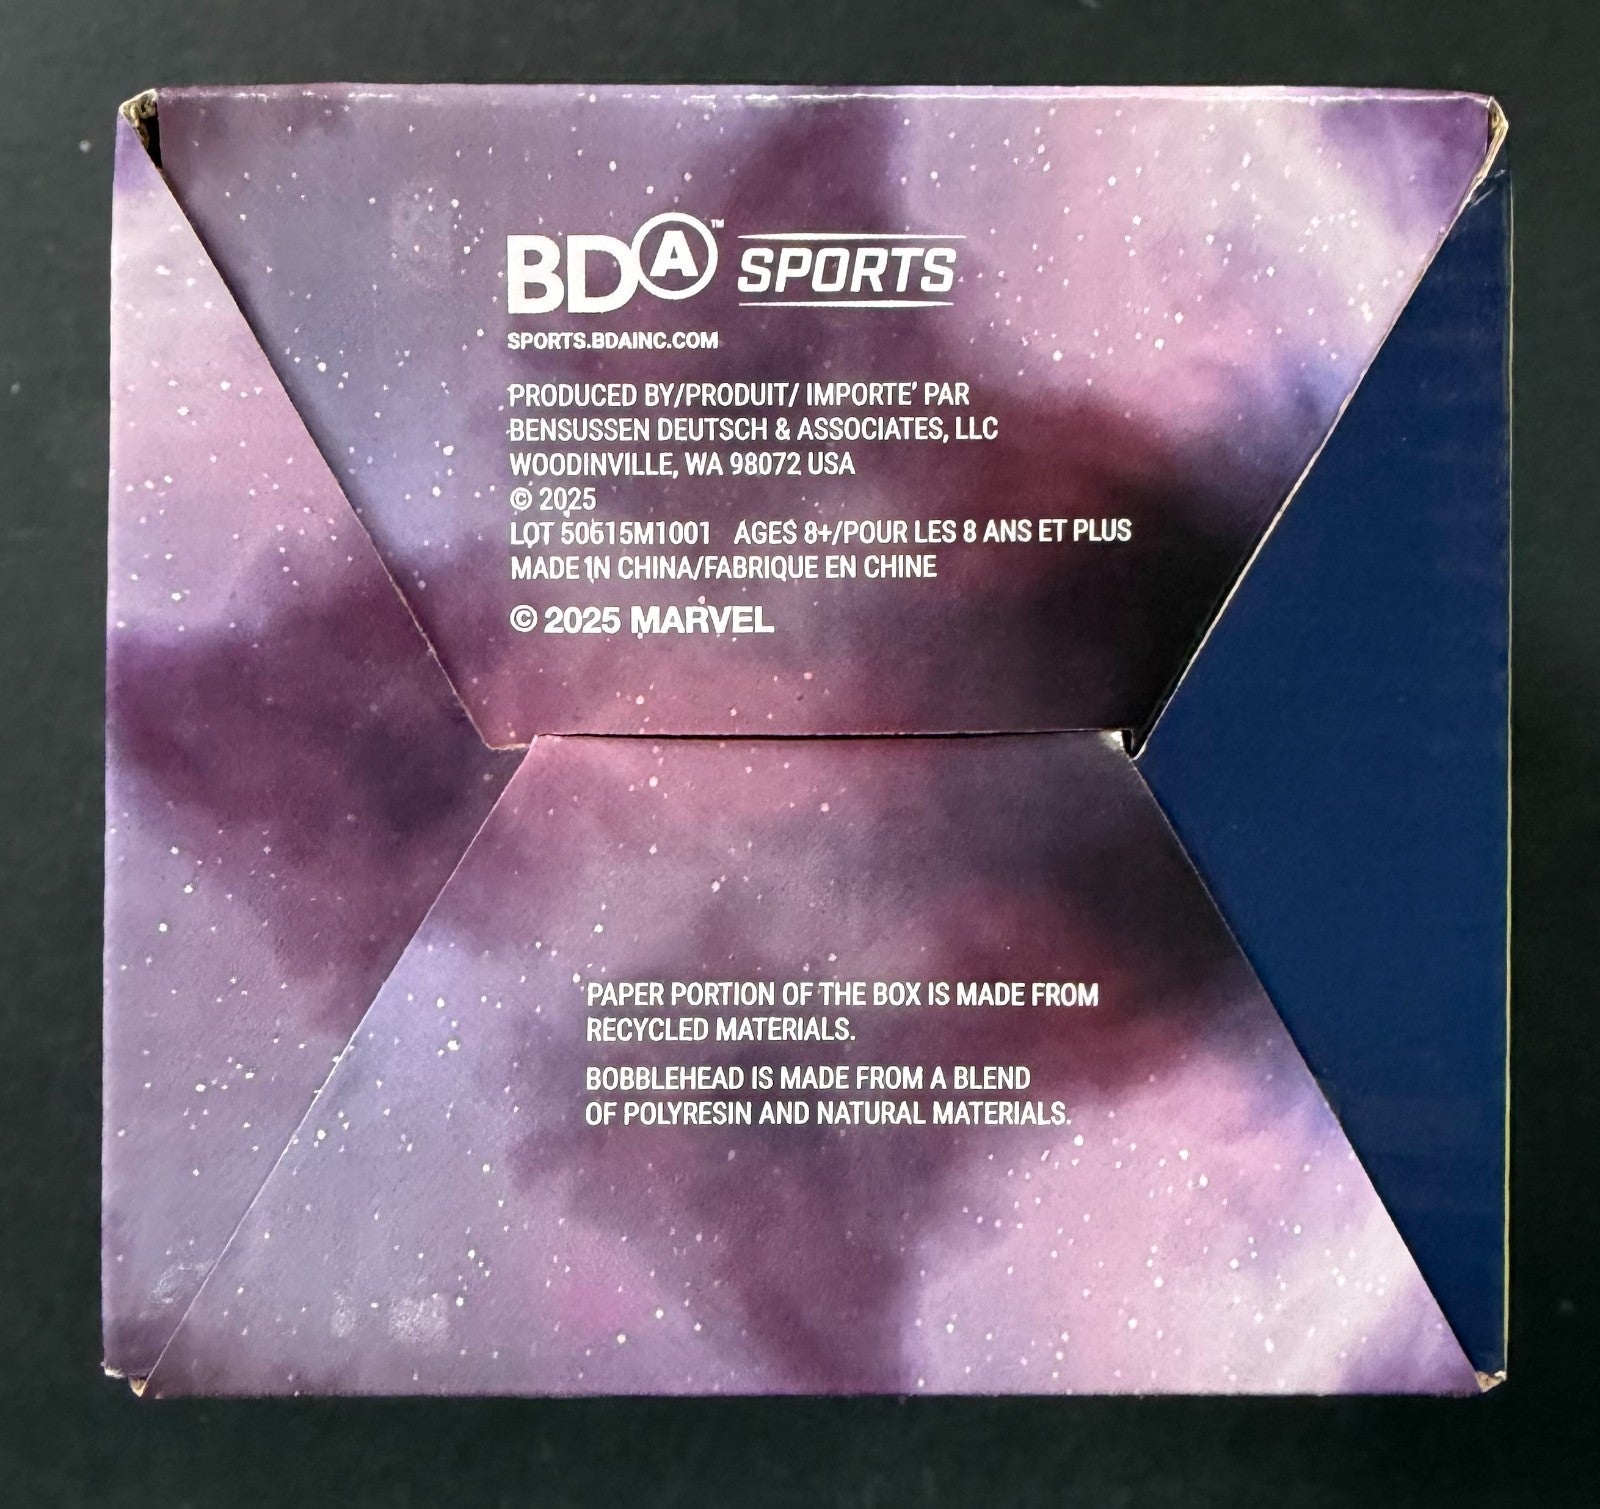 BDA™ SPORTS
SPORTS.BDAINC.COM
PRODUCED BY/PRODUIT/ IMPORTE' PAR
BENSUSSEN DEUTSCH & ASSOCIATES, LLC
WOODINVILLE, WA 98072 USA
© 2025
LOT 50615M1001 AGES 8+/POUR LES 8 ANS ET PLUS
MADE IN CHINA/FABRIQUE EN CHINE
© 2025 MARVEL
PAPER PORTION OF THE BOX IS MADE FROM
RECYCLED MATERIALS.
BOBBLEHEAD IS MADE FROM A BLEND
OF POLYRESIN AND NATURAL MATERIALS.